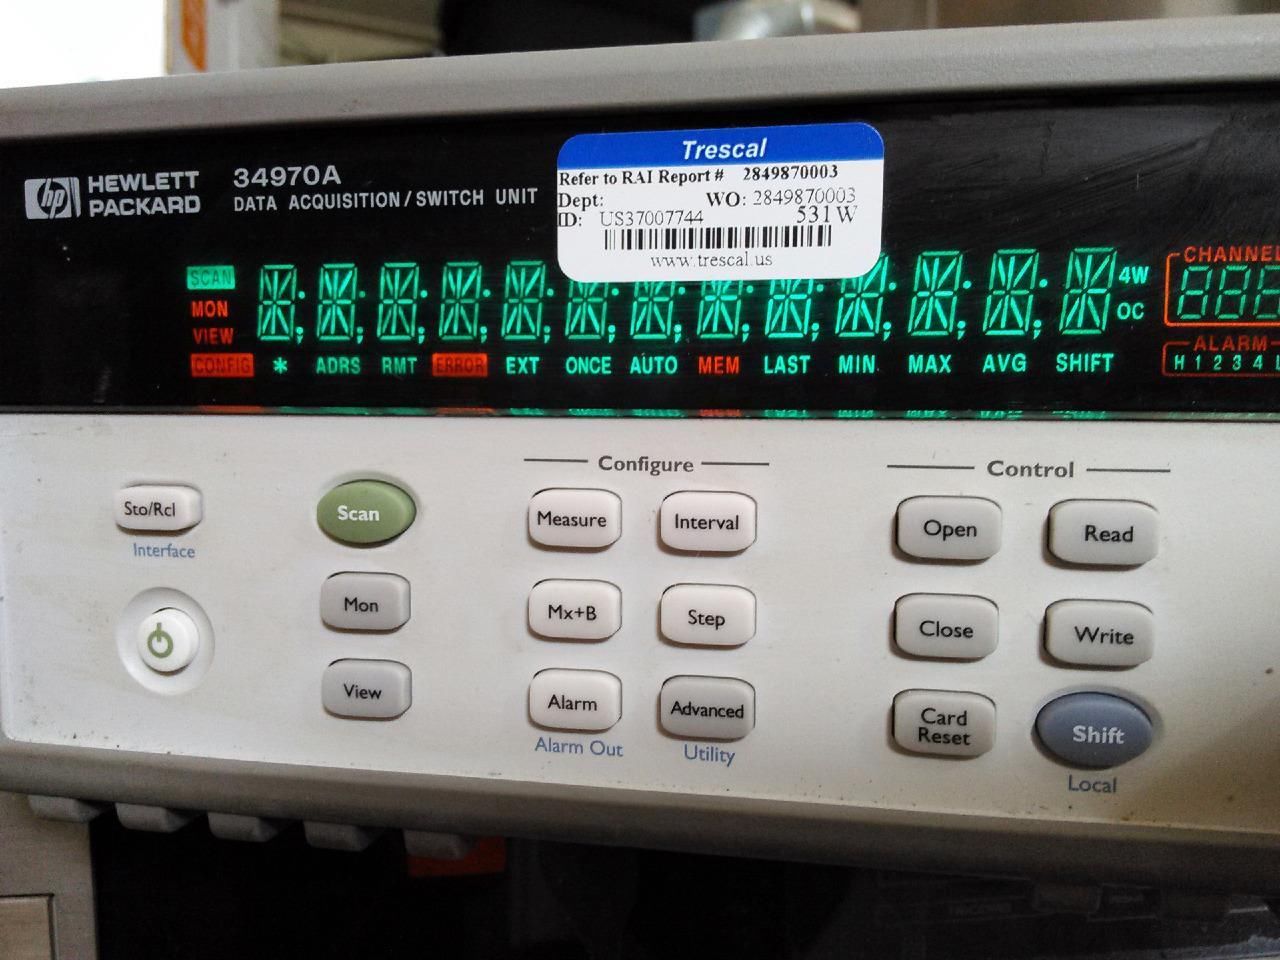 hp HEWLETT PACKARD
34970A
DATA ACQUISITION/SWITCH UNIT
Trescal
Refer to RAI Report # 2849870003
Dept: WO: 2849870003
ID: US37007744 531W
www.trescal.us
SCAN
MON
VIEW
CONFIG * ADRS RMT ERROR EXT ONCE AUTO MEM LAST MIN MAX AVG SHIFT
4W
OC
CHANNEL
888
ALARM
H 1 2 3 4 L
Configure
Control
Sto/Rcl
Interface
Scan
Mon
View
Measure
Interval
Mx+B
Step
Alarm
Advanced
Alarm Out
Utility
Open
Read
Close
Write
Card
Reset
Shift
Local